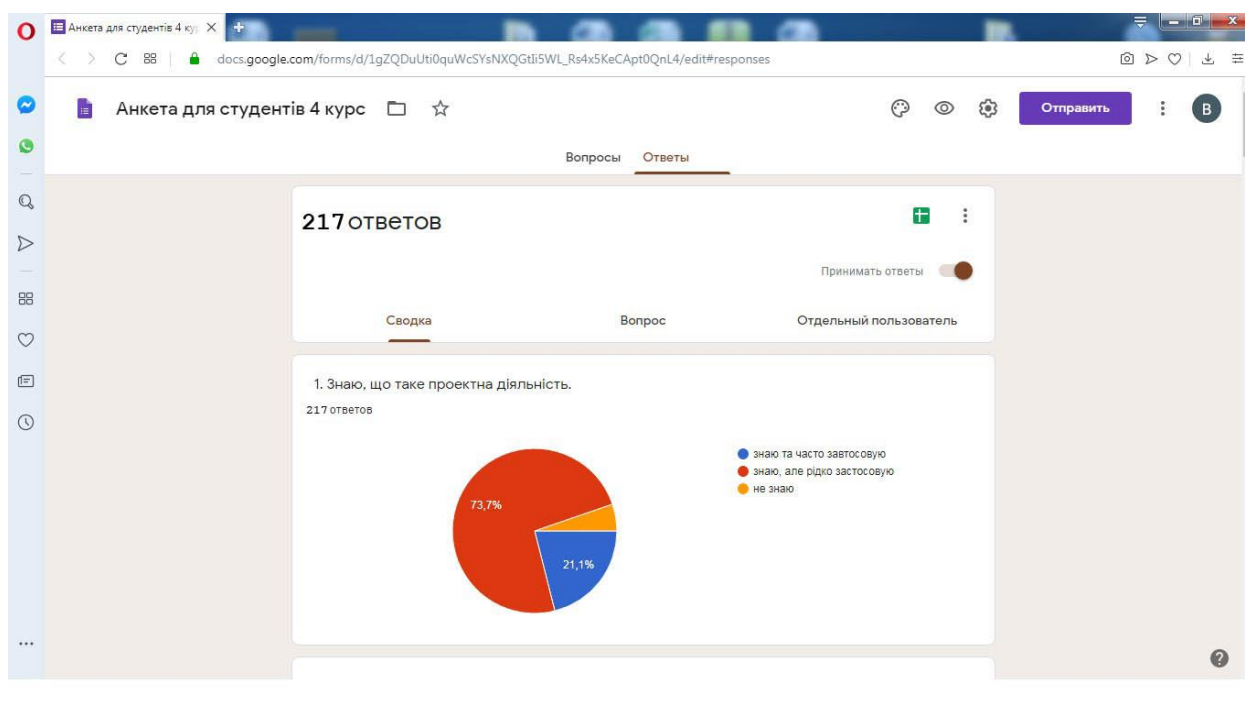 Анкета для студентів 4 кур
docs.google.com/forms/d/1gZQDuUti0quWcSYsNXQGtIi5WL_Rs4x5KeCApt0QnL4/edit#responses
Анкета для студентів 4 курс
Отправить
В
Вопросы Ответы
217 ответов
Принимать ответы
Сводка Вопрос Отдельный пользователь
1. Знаю, що таке проектна діяльність.
217 ответов
знаю та часто завтосовую
знаю, але рідко застосовую
не знаю
73,7%
21,1%